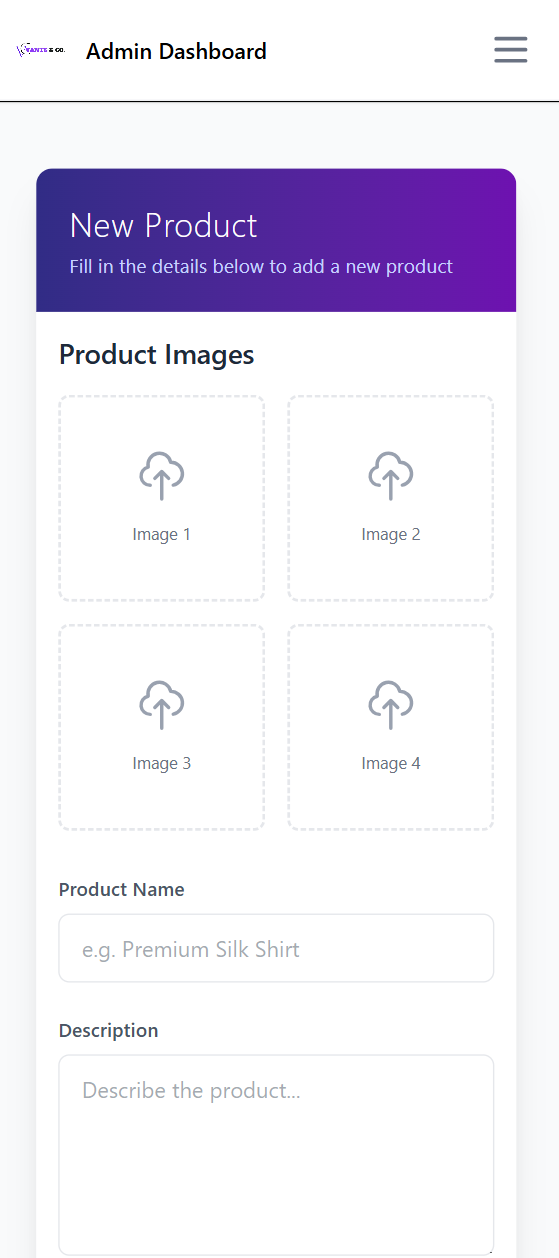 Admin Dashboard
New Product
Fill in the details below to add a new product
Product Images
Image 1
Image 2
Image 3
Image 4
Product Name
e.g. Premium Silk Shirt
Description
Describe the product...